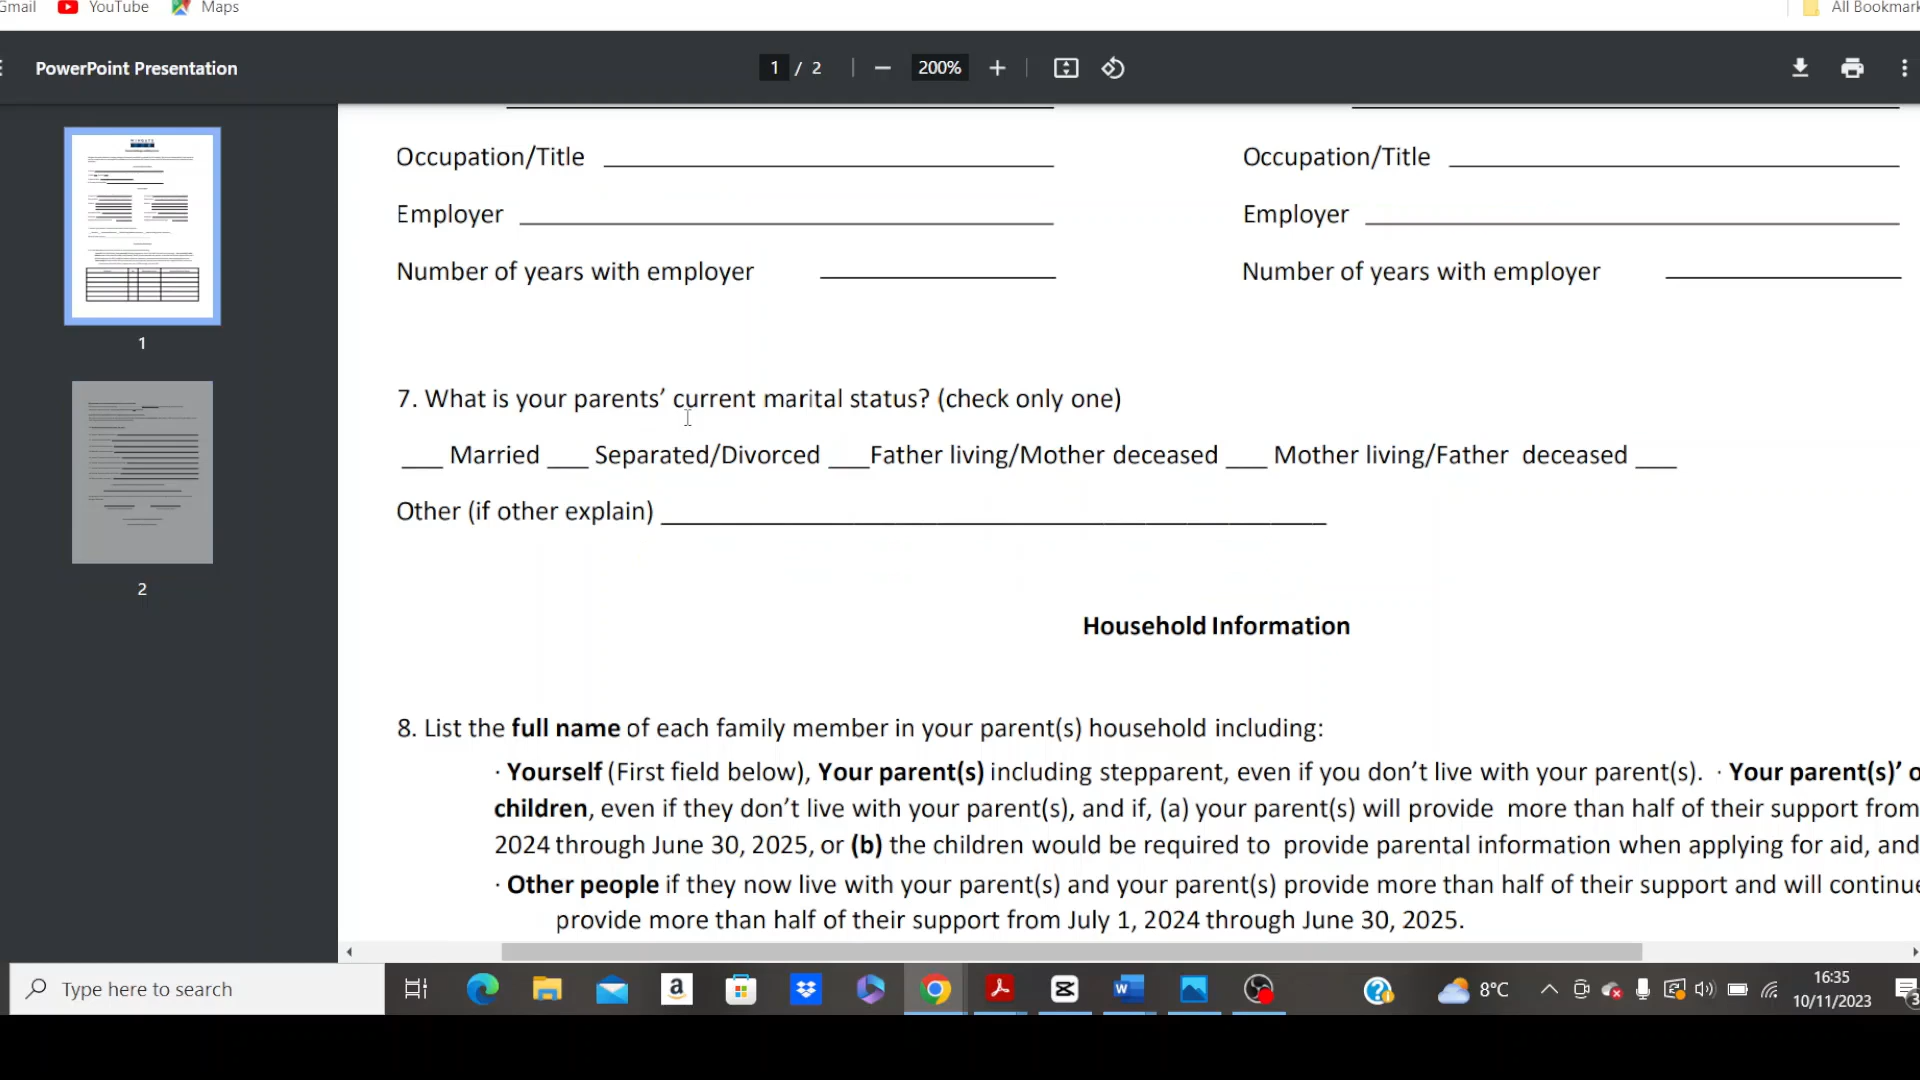 Gmail YouTube Maps All Bookmark
PowerPoint Presentation 1 / 2 200%
Occupation/Title ___ Occupation/Title ___
Employer ___ Employer ___
Number of years with employer ___ Number of years with employer ___
7. What is your parents’ current marital status? (check only one)
___ Married ___ Separated/Divorced ___Father living/Mother deceased ___ Mother living/Father deceased ___
Other (if other explain) ___
Household Information
8. List the full name of each family member in your parent(s) household including:
· Yourself (First field below), Your parent(s) including stepparent, even if you don’t live with your parent(s). · Your parent(s)’ o
children, even if they don’t live with your parent(s), and if, (a) your parent(s) will provide more than half of their support from
2024 through June 30, 2025, or (b) the children would be required to provide parental information when applying for aid, and
· Other people if they now live with your parent(s) and your parent(s) provide more than half of their support and will continue
provide more than half of their support from July 1, 2024 through June 30, 2025.
1
2
Type here to search
8°C
16:35
10/11/2023
3